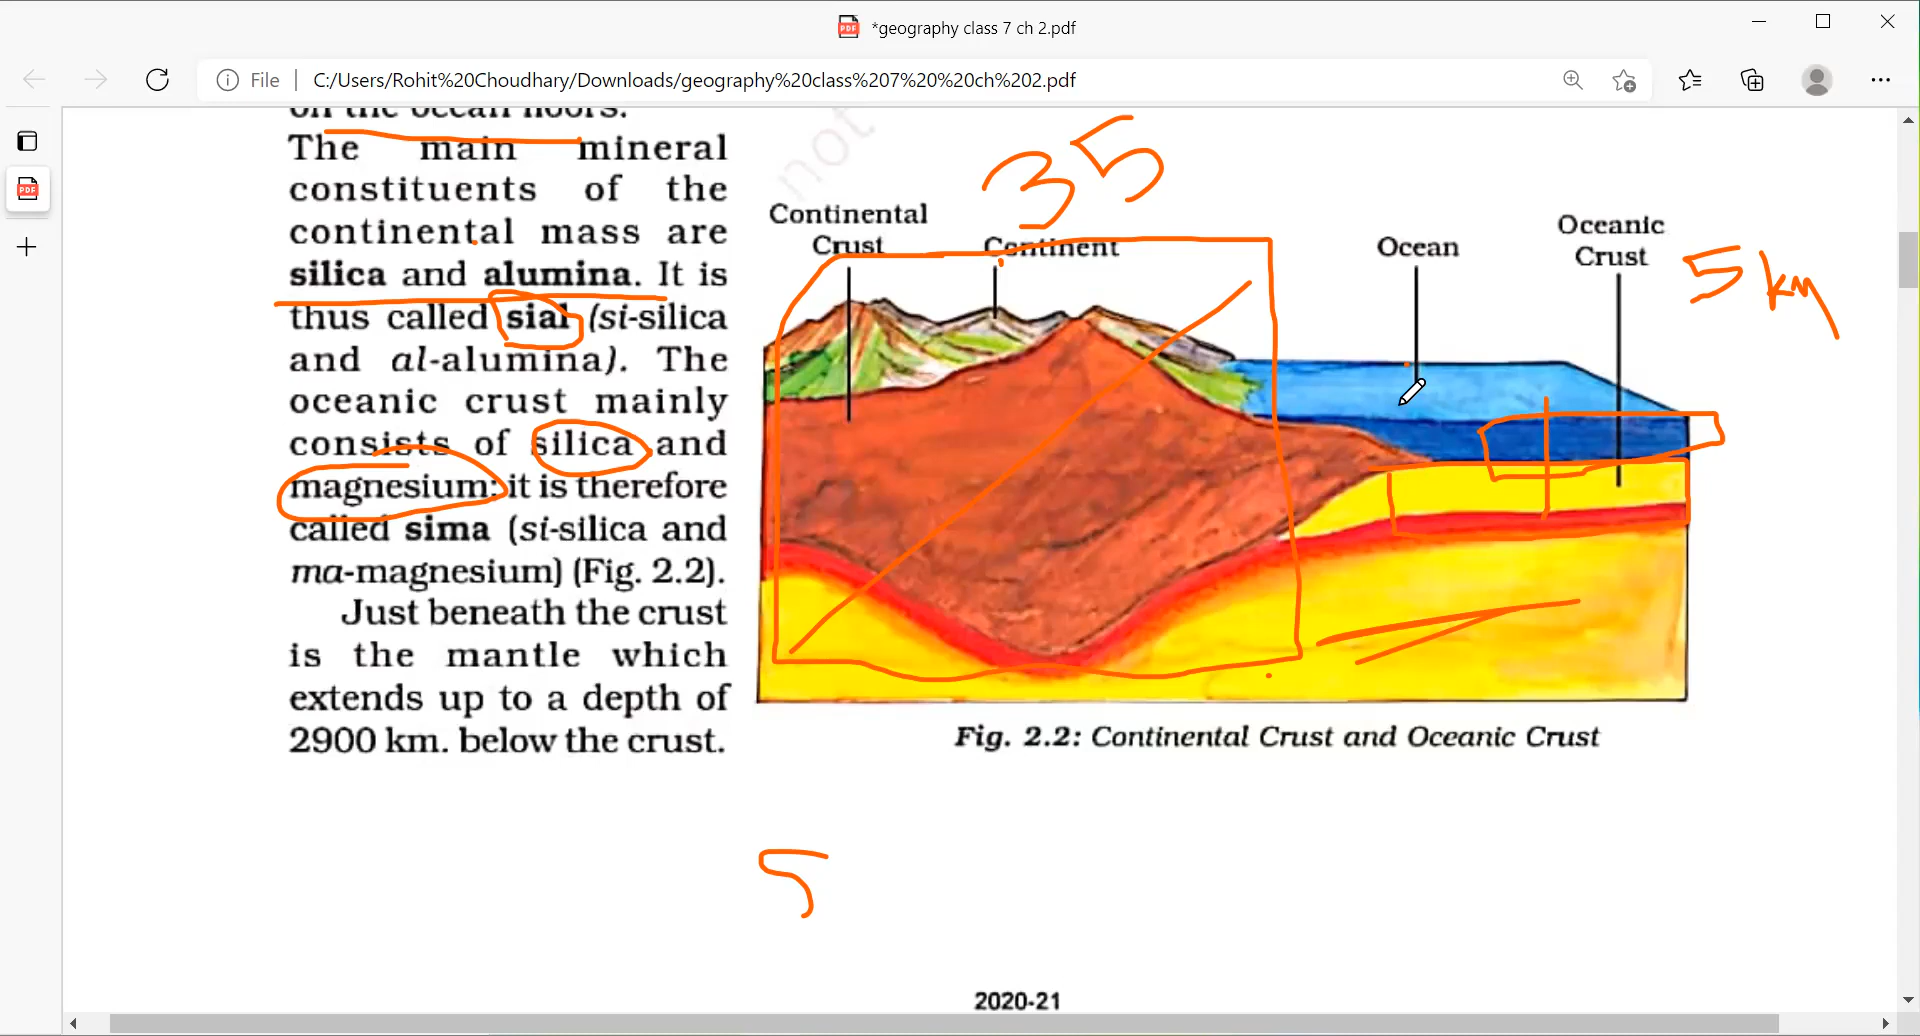 *geography class 7 ch 2.pdf
File
C:/Users/Rohit%20Choudhary/Downloads/geography%20class%207%20%20ch%202.pdf
on the ocean floors.
The main mineral
constituents of the
continental mass are
silica and alumina. It is
thus called sial (si-silica
and al-alumina). The
oceanic crust mainly
consists of silica and
magnesium; it is therefore
called sima (si-silica and
ma-magnesium) (Fig. 2.2).
Just beneath the crust
is the mantle which
extends up to a depth of
2900 km. below the crust.
not
35
Continental
Crust
Continent
Ocean
Oceanic
Crust
5 km
Fig. 2.2: Continental Crust and Oceanic Crust
5
2020-21